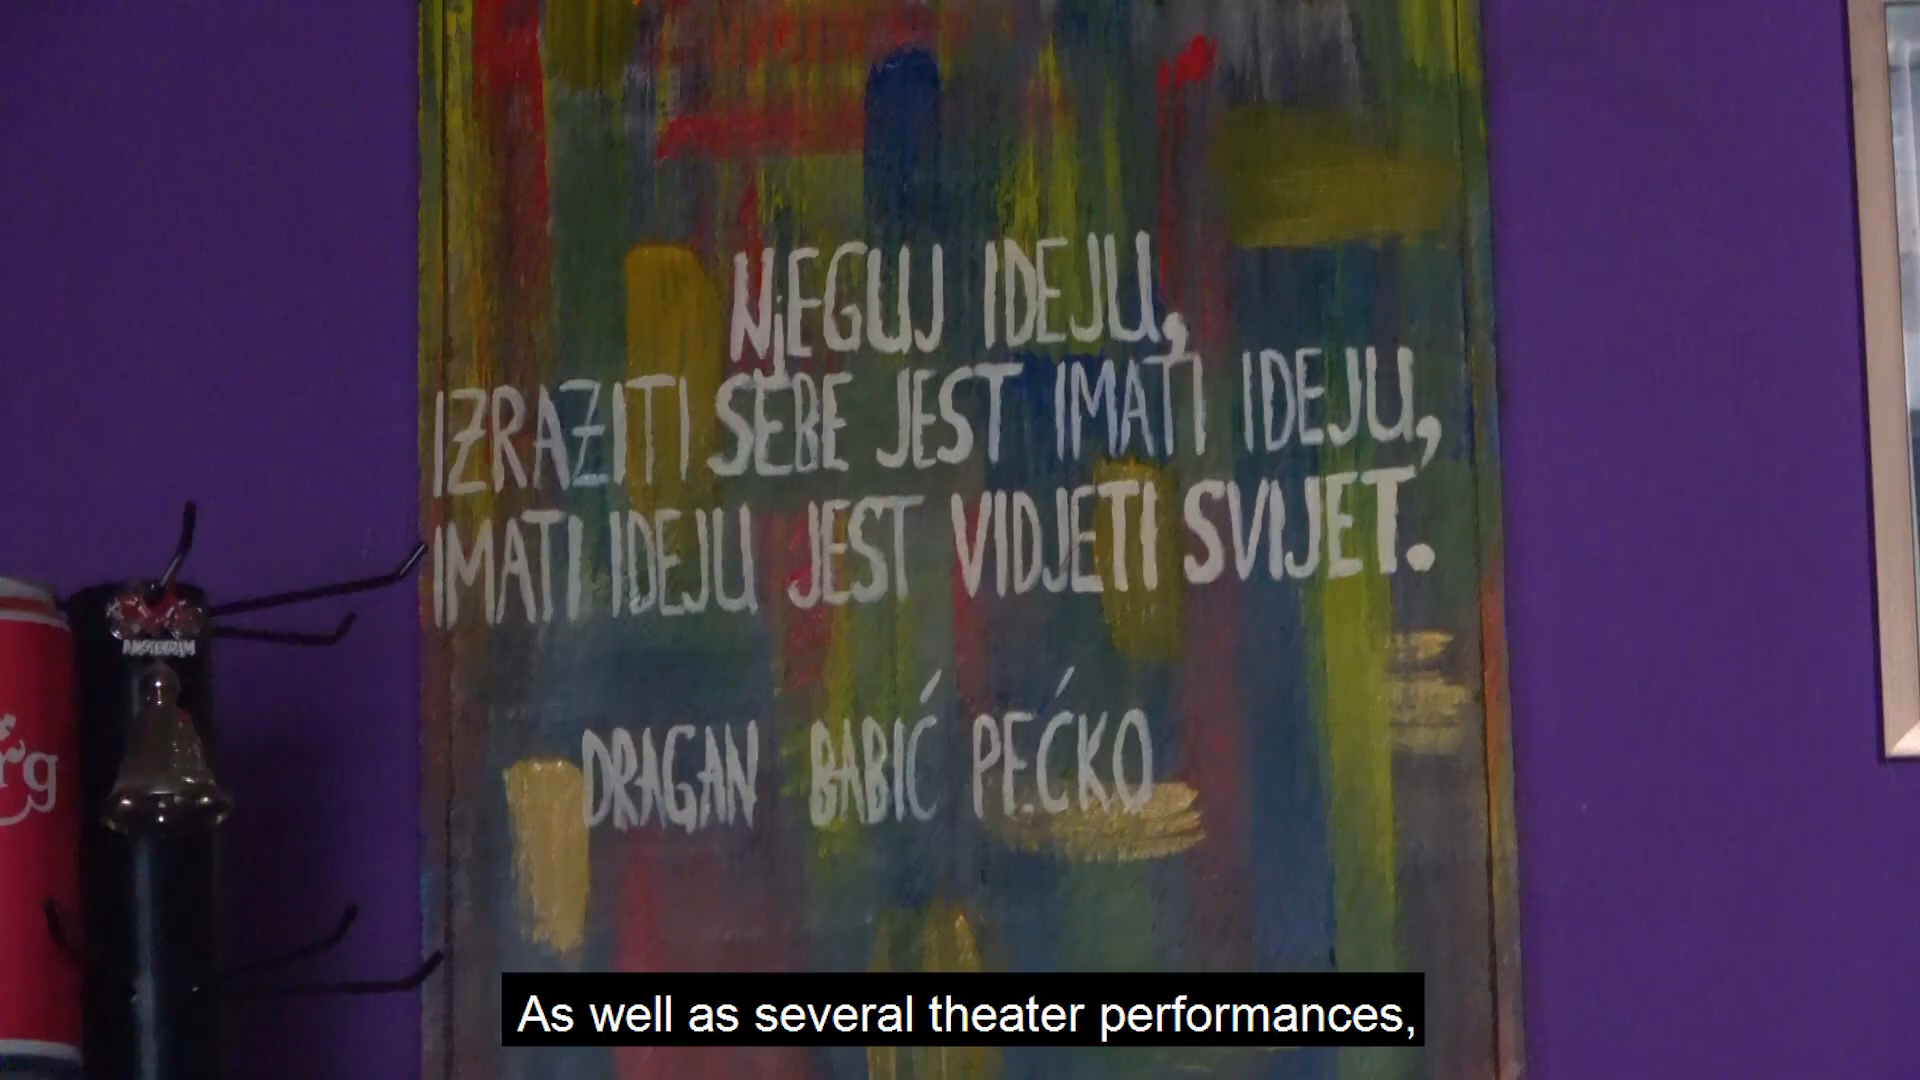 NjEGUJ IDEJU,
IZRAZITI SEBE JEST IMATI IDEJU,
IMATI IDEJU JEST VIDJETI SVIJET.
DRAGAN BABIĆ PEĆKO
AMSTERDAM
As well as several theater performances,